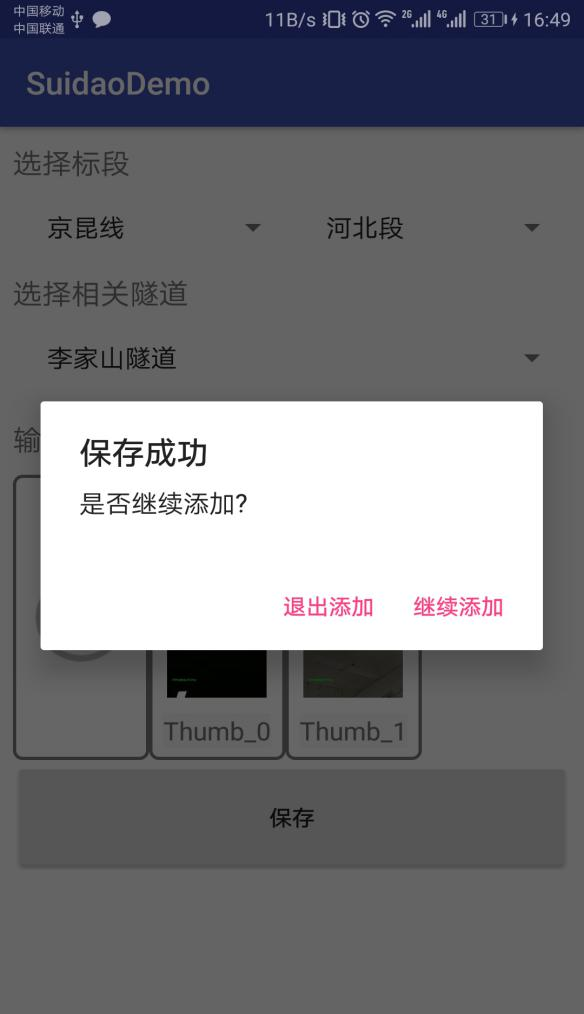 中国移动
中国联通
11B/s 2G 4G 31 16:49
SuidaoDemo
选择标段
京昆线 河北段
选择相关隧道
李家山隧道
输
保存成功
是否继续添加?
退出添加 继续添加
Thumb_0 Thumb_1
保存